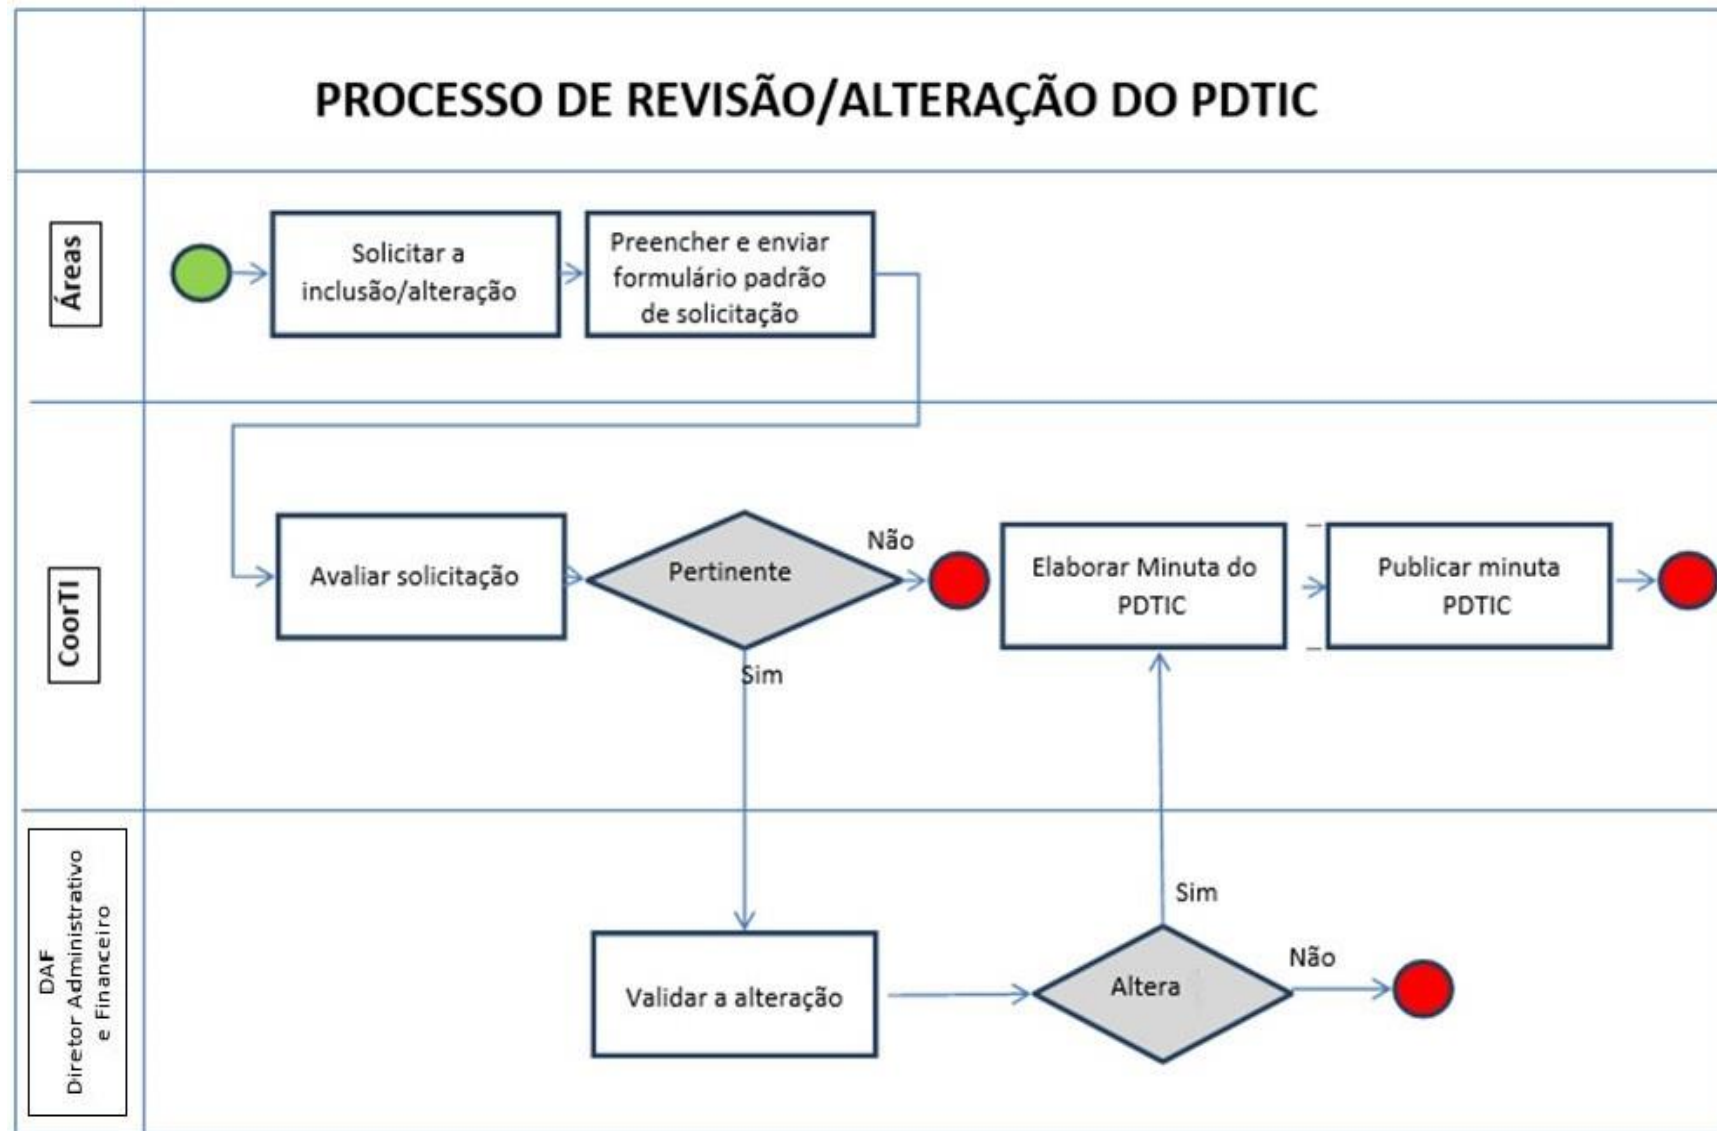 PROCESSO DE REVISÃO/ALTERAÇÃO DO PDTIC
Áreas
Solicitar a
inclusão/alteração
Preencher e enviar
formulário padrão
de solicitação
CoorTI
Avaliar solicitação
Pertinente
Não
Sim
Elaborar Minuta do
PDTIC
Publicar minuta
PDTIC
DAF
Diretor Administrativo
e Financeiro
Validar a alteração
Altera
Sim
Não